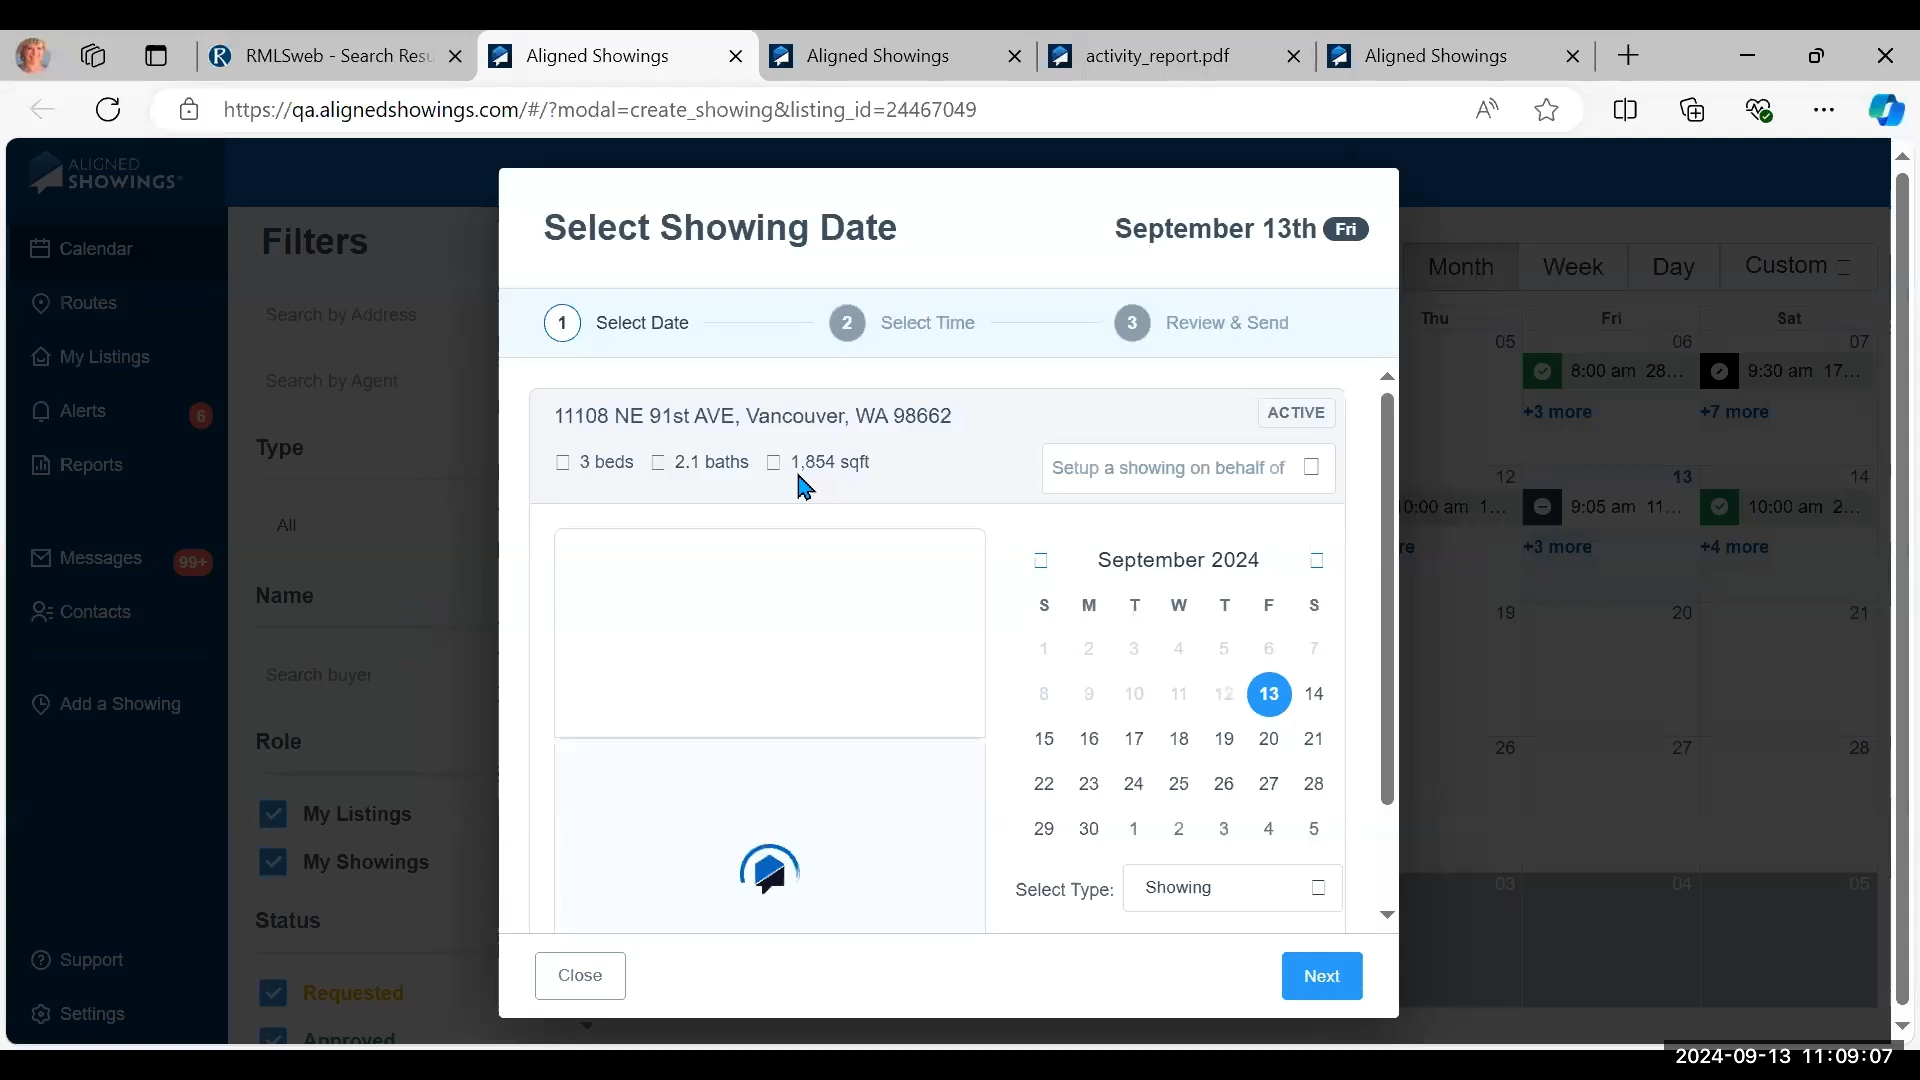 RMLSweb - Search Resu
Aligned Showings
Aligned Showings
activity_report.pdf
Aligned Showings
https://qa.alignedshowings.com/#/?modal=create_showing&listing_id=24467049
ALIGNED
SHOWINGS
Calendar
Routes
My Listings
Alerts
6
Reports
Messages
99+
Contacts
Add a Showing
Support
Settings
Filters
Search by Address
Search by Agent
Type
All
Name
Search buyer
Role
My Listings
My Showings
Status
Requested
Approved
Select Showing Date
September 13th Fri
1 Select Date
2 Select Time
3 Review & Send
11108 NE 91st AVE, Vancouver, WA 98662
ACTIVE
3 beds 2.1 baths 1,854 sqft
Setup a showing on behalf of
September 2024
S M T W T F S
1 2 3 4 5 6 7
8 9 10 11 12 13 14
15 16 17 18 19 20 21
22 23 24 25 26 27 28
29 30 1 2 3 4 5
Select Type: Showing
Close
Next
Month Week Day Custom
Thu Fri Sat
05 06 07
8:00 am 28... 9:30 am 17...
+3 more +7 more
12 13 14
0:00 am 1... 9:05 am 11... 10:00 am 2...
re +3 more +4 more
19 20 21
26 27 28
03 04 05
2024-09-13 11:09:07